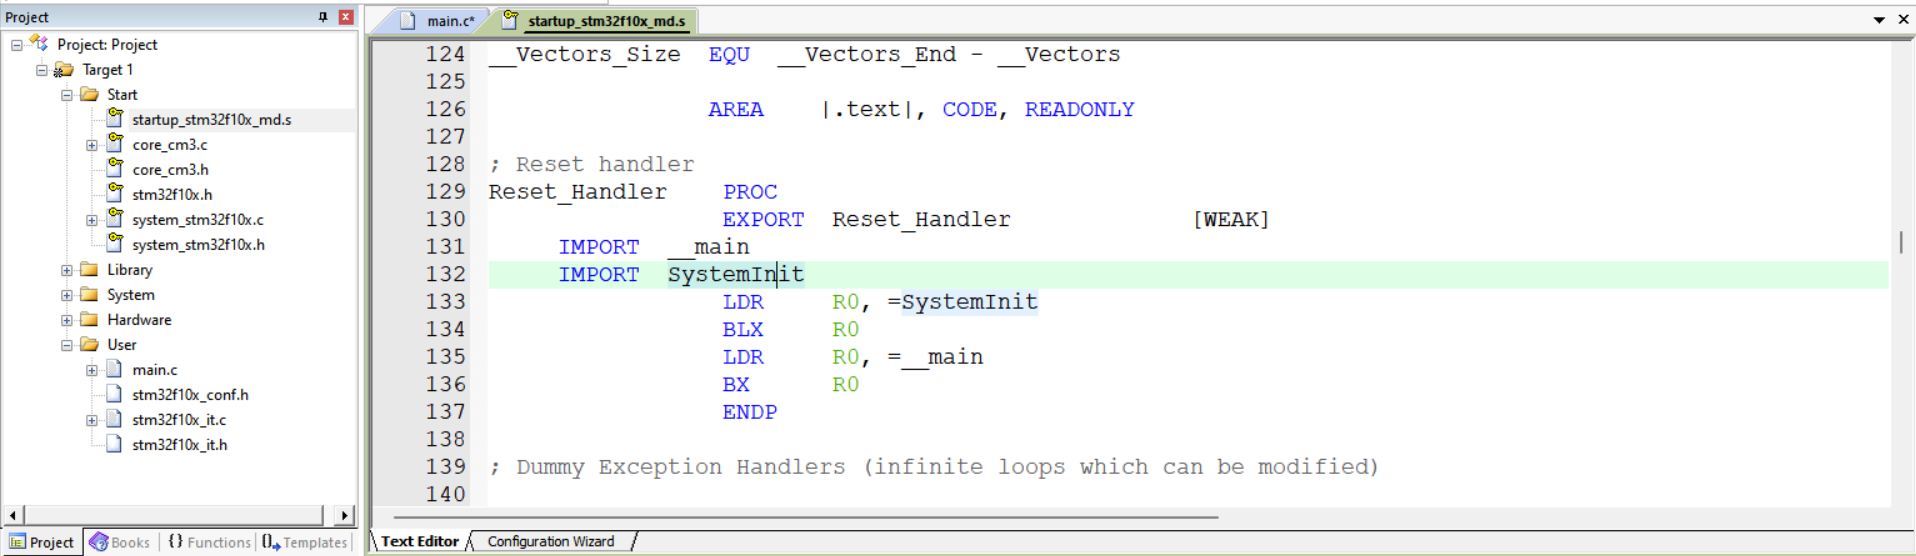 Project
Project: Project
Target 1
Start
startup_stm32f10x_md.s
core_cm3.c
core_cm3.h
stm32f10x.h
system_stm32f10x.c
system_stm32f10x.h
Library
System
Hardware
User
main.c
stm32f10x_conf.h
stm32f10x_it.c
stm32f10x_it.h
Project Books {} Functions 0 Templates
main.c* startup_stm32f10x_md.s
124 __Vectors_Size EQU __Vectors_End - __Vectors
125
126 AREA |.text|, CODE, READONLY
127
128 ; Reset handler
129 Reset_Handler PROC
130 EXPORT Reset_Handler [WEAK]
131 IMPORT __main
132 IMPORT SystemInit
133 LDR R0, =SystemInit
134 BLX R0
135 LDR R0, =__main
136 BX R0
137 ENDP
138
139 ; Dummy Exception Handlers (infinite loops which can be modified)
140
Text Editor Configuration Wizard